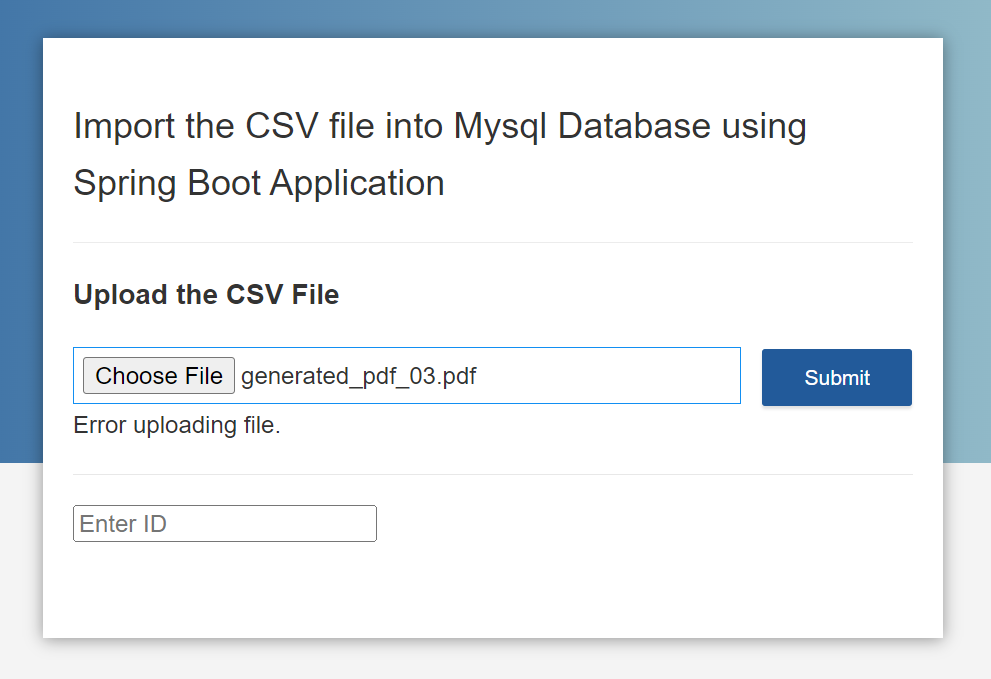 Import the CSV file into Mysql Database using
Spring Boot Application
Upload the CSV File
Choose File generated_pdf_03.pdf
Submit
Error uploading file.
Enter ID